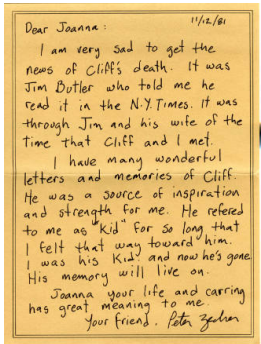 11/12/81
Dear Joanna:
I am very sad to get the
news of Cliff's death. It was
Jim Butler who told me he
read it in the N.Y. Times. It was
through Jim and his wife of the
time that Cliff and I met.
I have many wonderful
letters and memories of Cliff.
He was a source of inspiration
and strength for me. He refered
to me as "kid" for so long that
I felt that way toward him.
I was his Kid and now he's gone.
His memory will live on.
Joanna your life and carring
has great meaning to me.
Your friend, Peter